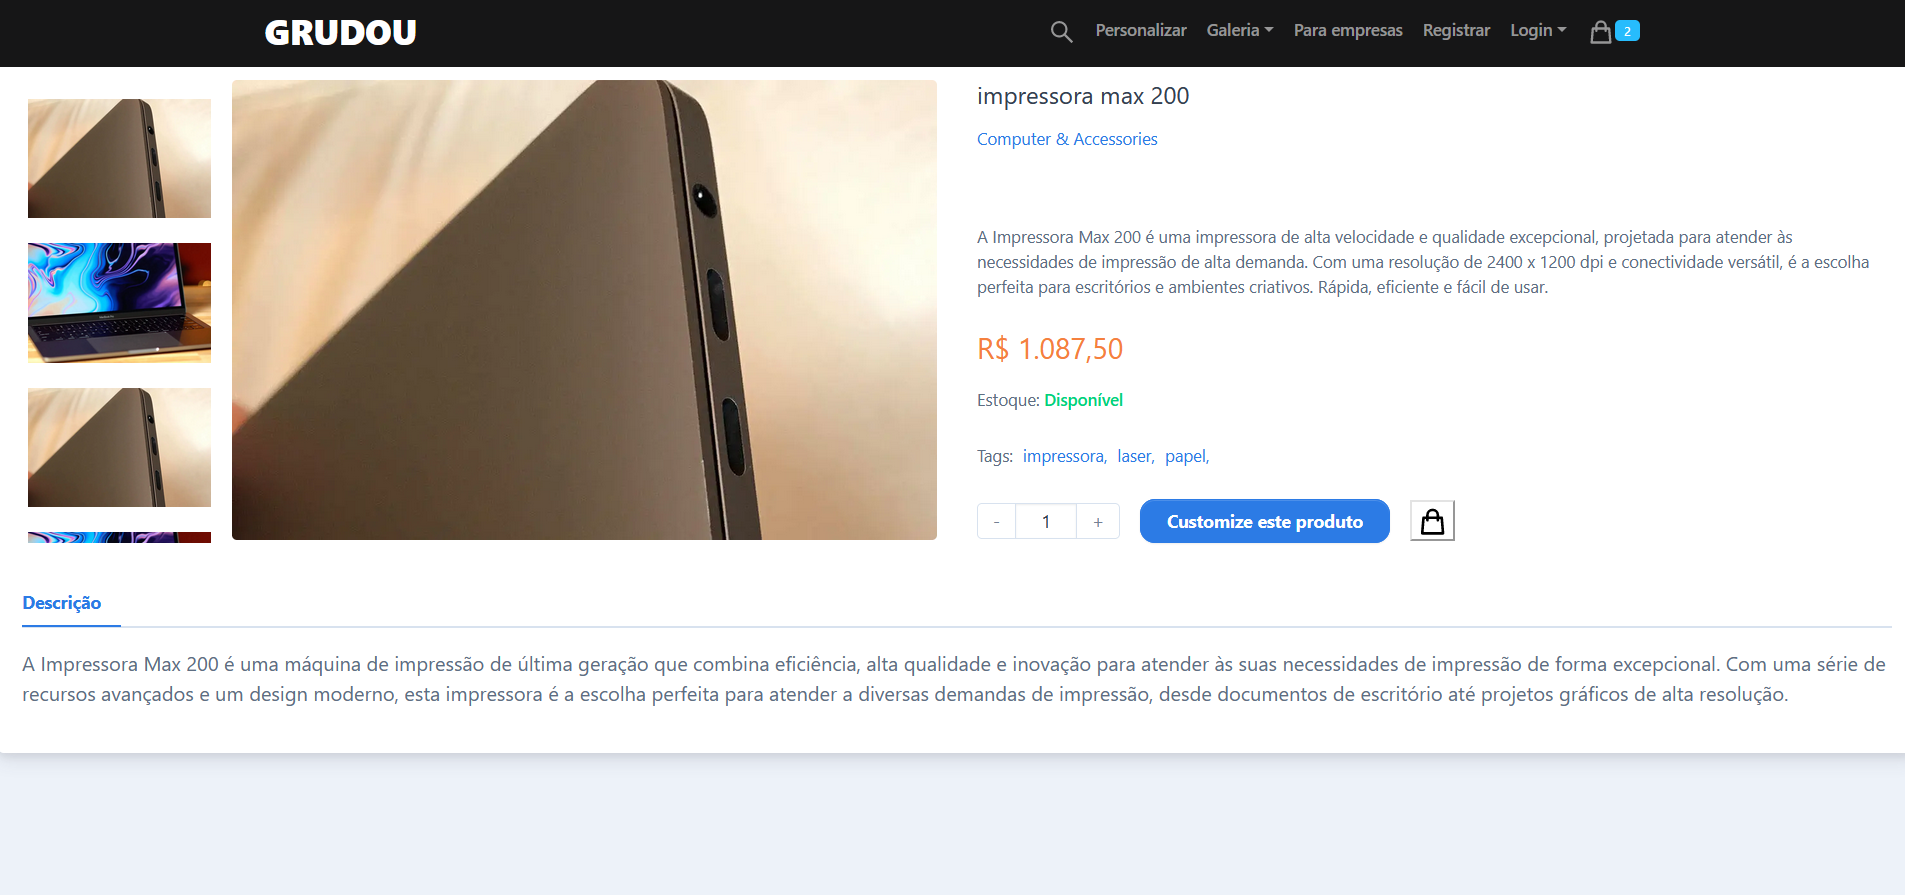 GRUDOU
Personalizar Galeria Para empresas Registrar Login 2
impressora max 200
Computer & Accessories
A Impressora Max 200 é uma impressora de alta velocidade e qualidade excepcional, projetada para atender às
necessidades de impressão de alta demanda. Com uma resolução de 2400 x 1200 dpi e conectividade versátil, é a escolha
perfeita para escritórios e ambientes criativos. Rápida, eficiente e fácil de usar.
R$ 1.087,50
Estoque: Disponível
Tags: impressora, laser, papel,
- 1 + Customize este produto
Descrição
A Impressora Max 200 é uma máquina de impressão de última geração que combina eficiência, alta qualidade e inovação para atender às suas necessidades de impressão de forma excepcional. Com uma série de
recursos avançados e um design moderno, esta impressora é a escolha perfeita para atender a diversas demandas de impressão, desde documentos de escritório até projetos gráficos de alta resolução.